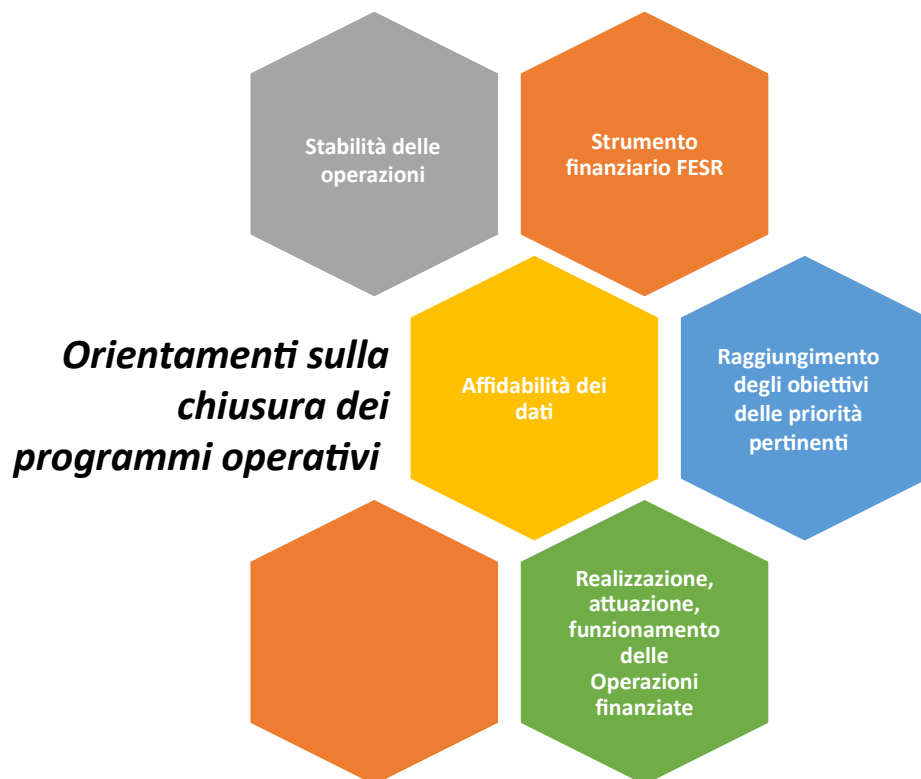 Stabilità delle
operazioni
Strumento
finanziario FESR
Orientamenti sulla
chiusura dei
programmi operativi
Affidabilità dei
dati
Raggiungimento
degli obiettivi
delle priorità
pertinenti
Realizzazione,
attuazione,
funzionamento
delle
Operazioni
finanziate